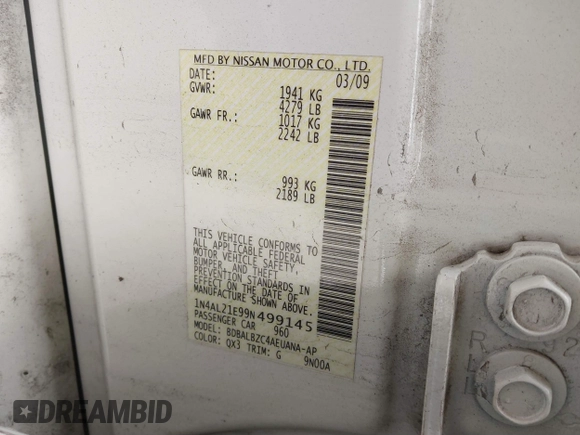 MFD BY NISSAN MOTOR CO., LTD.
DATE: 03/09
GVWR: 1941 KG
4279 LB
GAWR FR.: 1017 KG
2242 LB
GAWR RR.: 993 KG
2189 LB
THIS VEHICLE CONFORMS TO
ALL APPLICABLE FEDERAL
MOTOR VEHICLE SAFETY,
BUMPER, AND THEFT
PREVENTION STANDARDS IN
EFFECT ON THE DATE OF
MANUFACTURE SHOWN ABOVE.
1N4AL21E99N499145
PASSENGER CAR 960
MODEL: BDBALBZC4AEUANA-AP
COLOR: QX3 TRIM: G 9N00A
DREAMBID